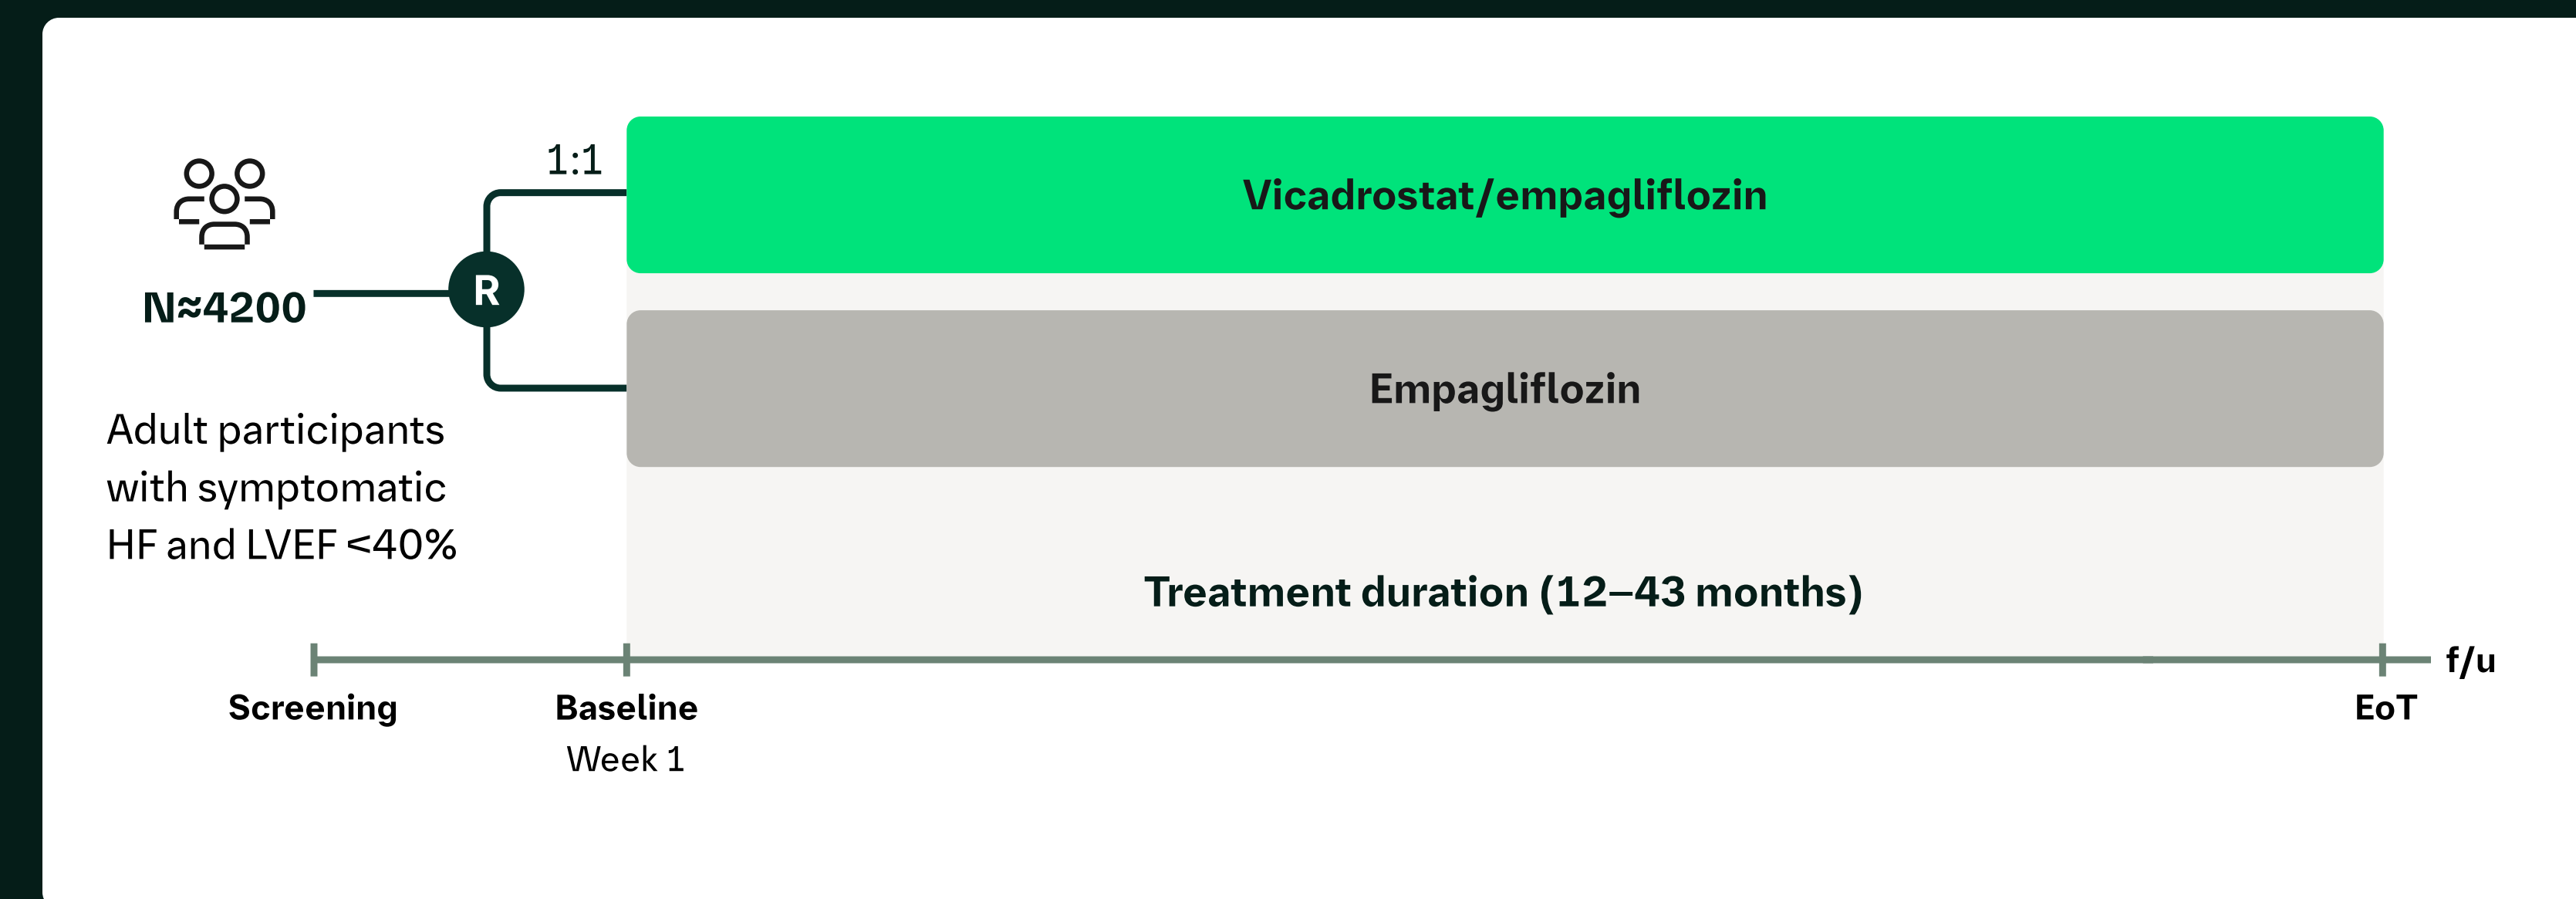 1:1
Vicadrostat/empagliflozin
R
N≈4200
Empagliflozin
Adult participants
with symptomatic
HF and LVEF <40%
Treatment duration (12–43 months)
f/u
Screening
Baseline
EoT
Week 1